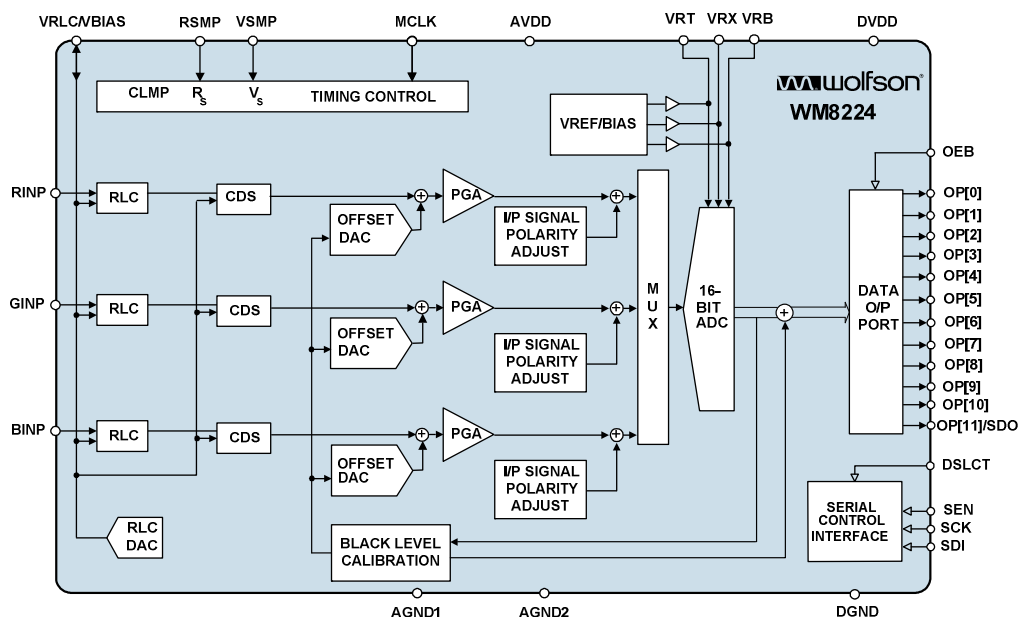 VRLC/VBIAS
RSMP
VSMP
MCLK
AVDD
VRT
VRX
VRB
DVDD
CLMP
RS
VS
TIMING CONTROL
wolfson®
WM8224
VREF/BIAS
OEB
RINP
RLC
CDS
OFFSET
DAC
+
PGA
I/P SIGNAL
POLARITY
ADJUST
+
GINP
RLC
CDS
OFFSET
DAC
+
PGA
I/P SIGNAL
POLARITY
ADJUST
+
BINP
RLC
CDS
OFFSET
DAC
+
PGA
I/P SIGNAL
POLARITY
ADJUST
+
M
U
X
16–
BIT
ADC
+
DATA
O/P
PORT
OP[0]
OP[1]
OP[2]
OP[3]
OP[4]
OP[5]
OP[6]
OP[7]
OP[8]
OP[9]
OP[10]
OP[11]/SDO
DSLCT
SERIAL
CONTROL
INTERFACE
SEN
SCK
SDI
RLC
DAC
BLACK LEVEL
CALIBRATION
AGND1
AGND2
DGND